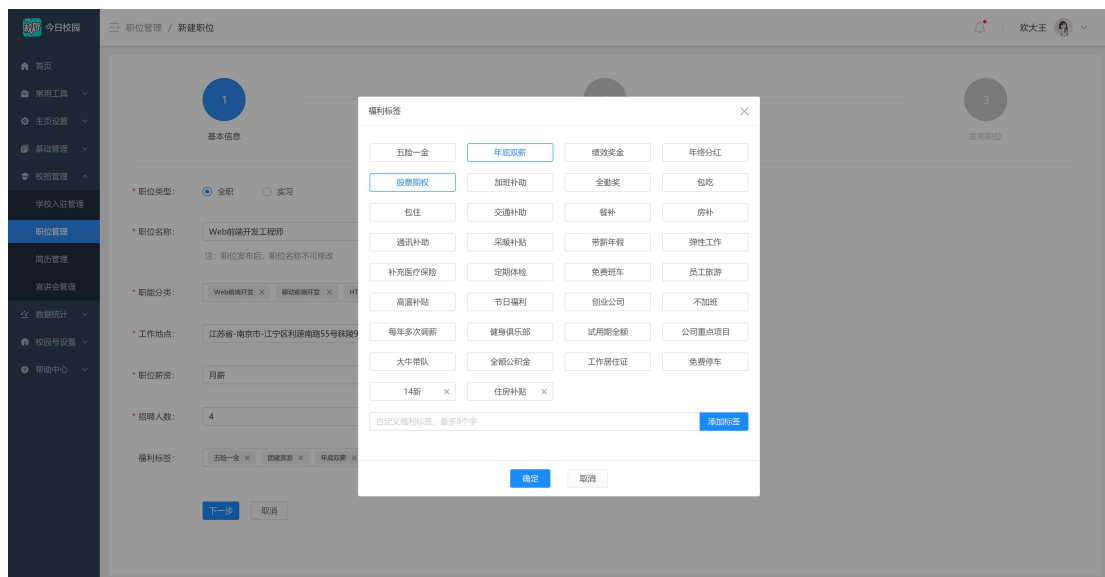 今日校园
职位管理 / 新建职位
欢大王
首页
常用工具
主页设置
基础管理
校招管理
学校入驻管理
职位管理
简历管理
宣讲会管理
数据统计
校园号设置
帮助中心
1
基本信息
3
发布职位
* 职位类型：
全职
实习
* 职位名称：
Web前端开发工程师
注：职位发布后，职位名称不可修改
* 职能分类：
Web前端开发 ×
移动前端开发 ×
HT
* 工作地点：
江苏省-南京市-江宁区利源南路55号秣陵9
* 职位薪资：
月薪
* 招聘人数：
4
福利标签：
五险一金 ×
团建旅游 ×
年底双薪 ×
下一步
取消
福利标签
五险一金 年底双薪 绩效奖金 年终分红
股票期权 加班补助 全勤奖 包吃
包住 交通补助 餐补 房补
通讯补助 采暖补贴 带薪年假 弹性工作
补充医疗保险 定期体检 免费班车 员工旅游
高温补贴 节日福利 创业公司 不加班
每年多次调薪 健身俱乐部 试用期全额 公司重点项目
大牛带队 全额公积金 工作居住证 免费停车
14薪 × 住房补贴 ×
自定义福利标签，最多8个字
添加标签
确定
取消